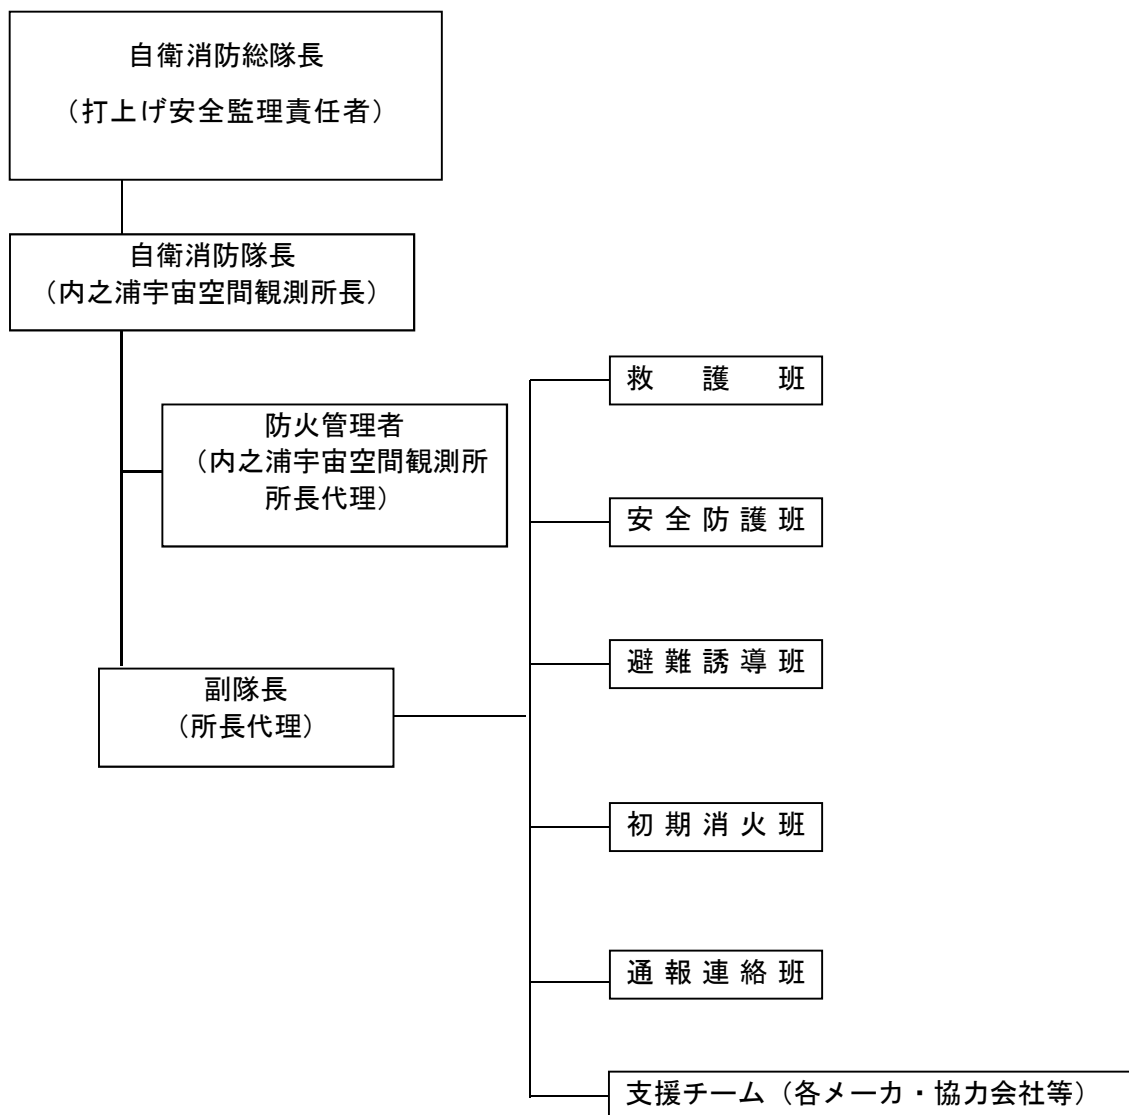 自衛消防総隊長
（打上げ安全監理責任者）
自衛消防隊長
（内之浦宇宙空間観測所長）
防火管理者
（内之浦宇宙空間観測所
所長代理）
副隊長
（所長代理）
救護班
安全防護班
避難誘導班
初期消火班
通報連絡班
支援チーム（各メーカ・協力会社等）